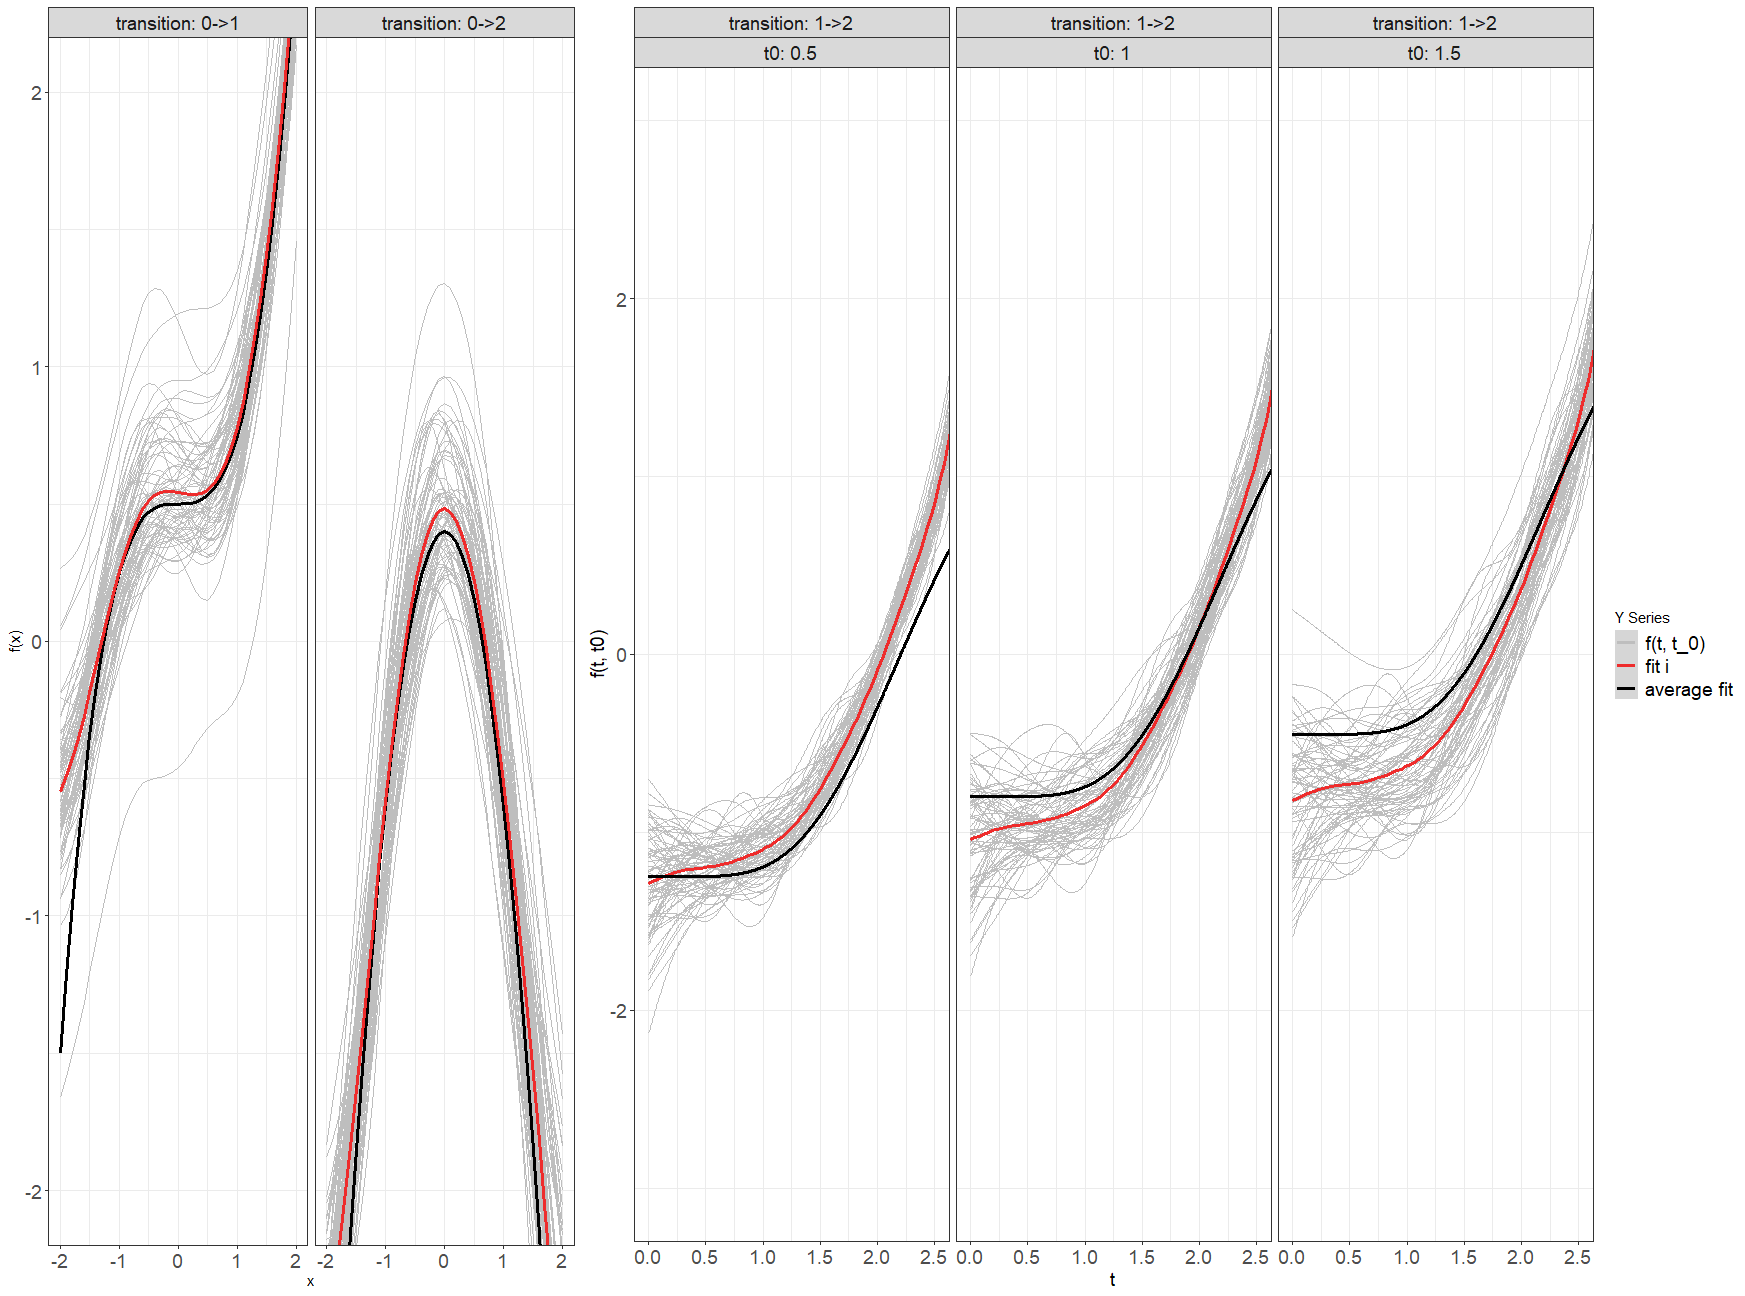 transition: 0->1
transition: 0->2
transition: 1->2
transition: 1->2
transition: 1->2
t0: 0.5
t0: 1
t0: 1.5
2
1
0
-1
-2
f(x)
-2 -1 0 1 2
-2 -1 0 1 2
x
2
0
-2
f(t, t0)
0.0 0.5 1.0 1.5 2.0 2.5
0.0 0.5 1.0 1.5 2.0 2.5
0.0 0.5 1.0 1.5 2.0 2.5
t
Y Series
f(t, t_0)
fit i
average fit